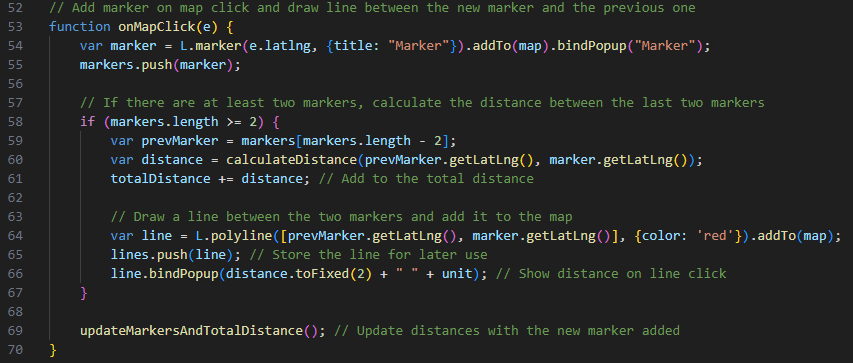 52 // Add marker on map click and draw line between the new marker and the previous one
53 function onMapClick(e) {
54     var marker = L.marker(e.latlng, {title: "Marker"}).addTo(map).bindPopup("Marker");
55     markers.push(marker);
56
57     // If there are at least two markers, calculate the distance between the last two markers
58     if (markers.length >= 2) {
59         var prevMarker = markers[markers.length - 2];
60         var distance = calculateDistance(prevMarker.getLatLng(), marker.getLatLng());
61         totalDistance += distance; // Add to the total distance
62
63         // Draw a line between the two markers and add it to the map
64         var line = L.polyline([prevMarker.getLatLng(), marker.getLatLng()], {color: 'red'}).addTo(map);
65         lines.push(line); // Store the line for later use
66         line.bindPopup(distance.toFixed(2) + " " + unit); // Show distance on line click
67     }
68
69     updateMarkersAndTotalDistance(); // Update distances with the new marker added
70 }